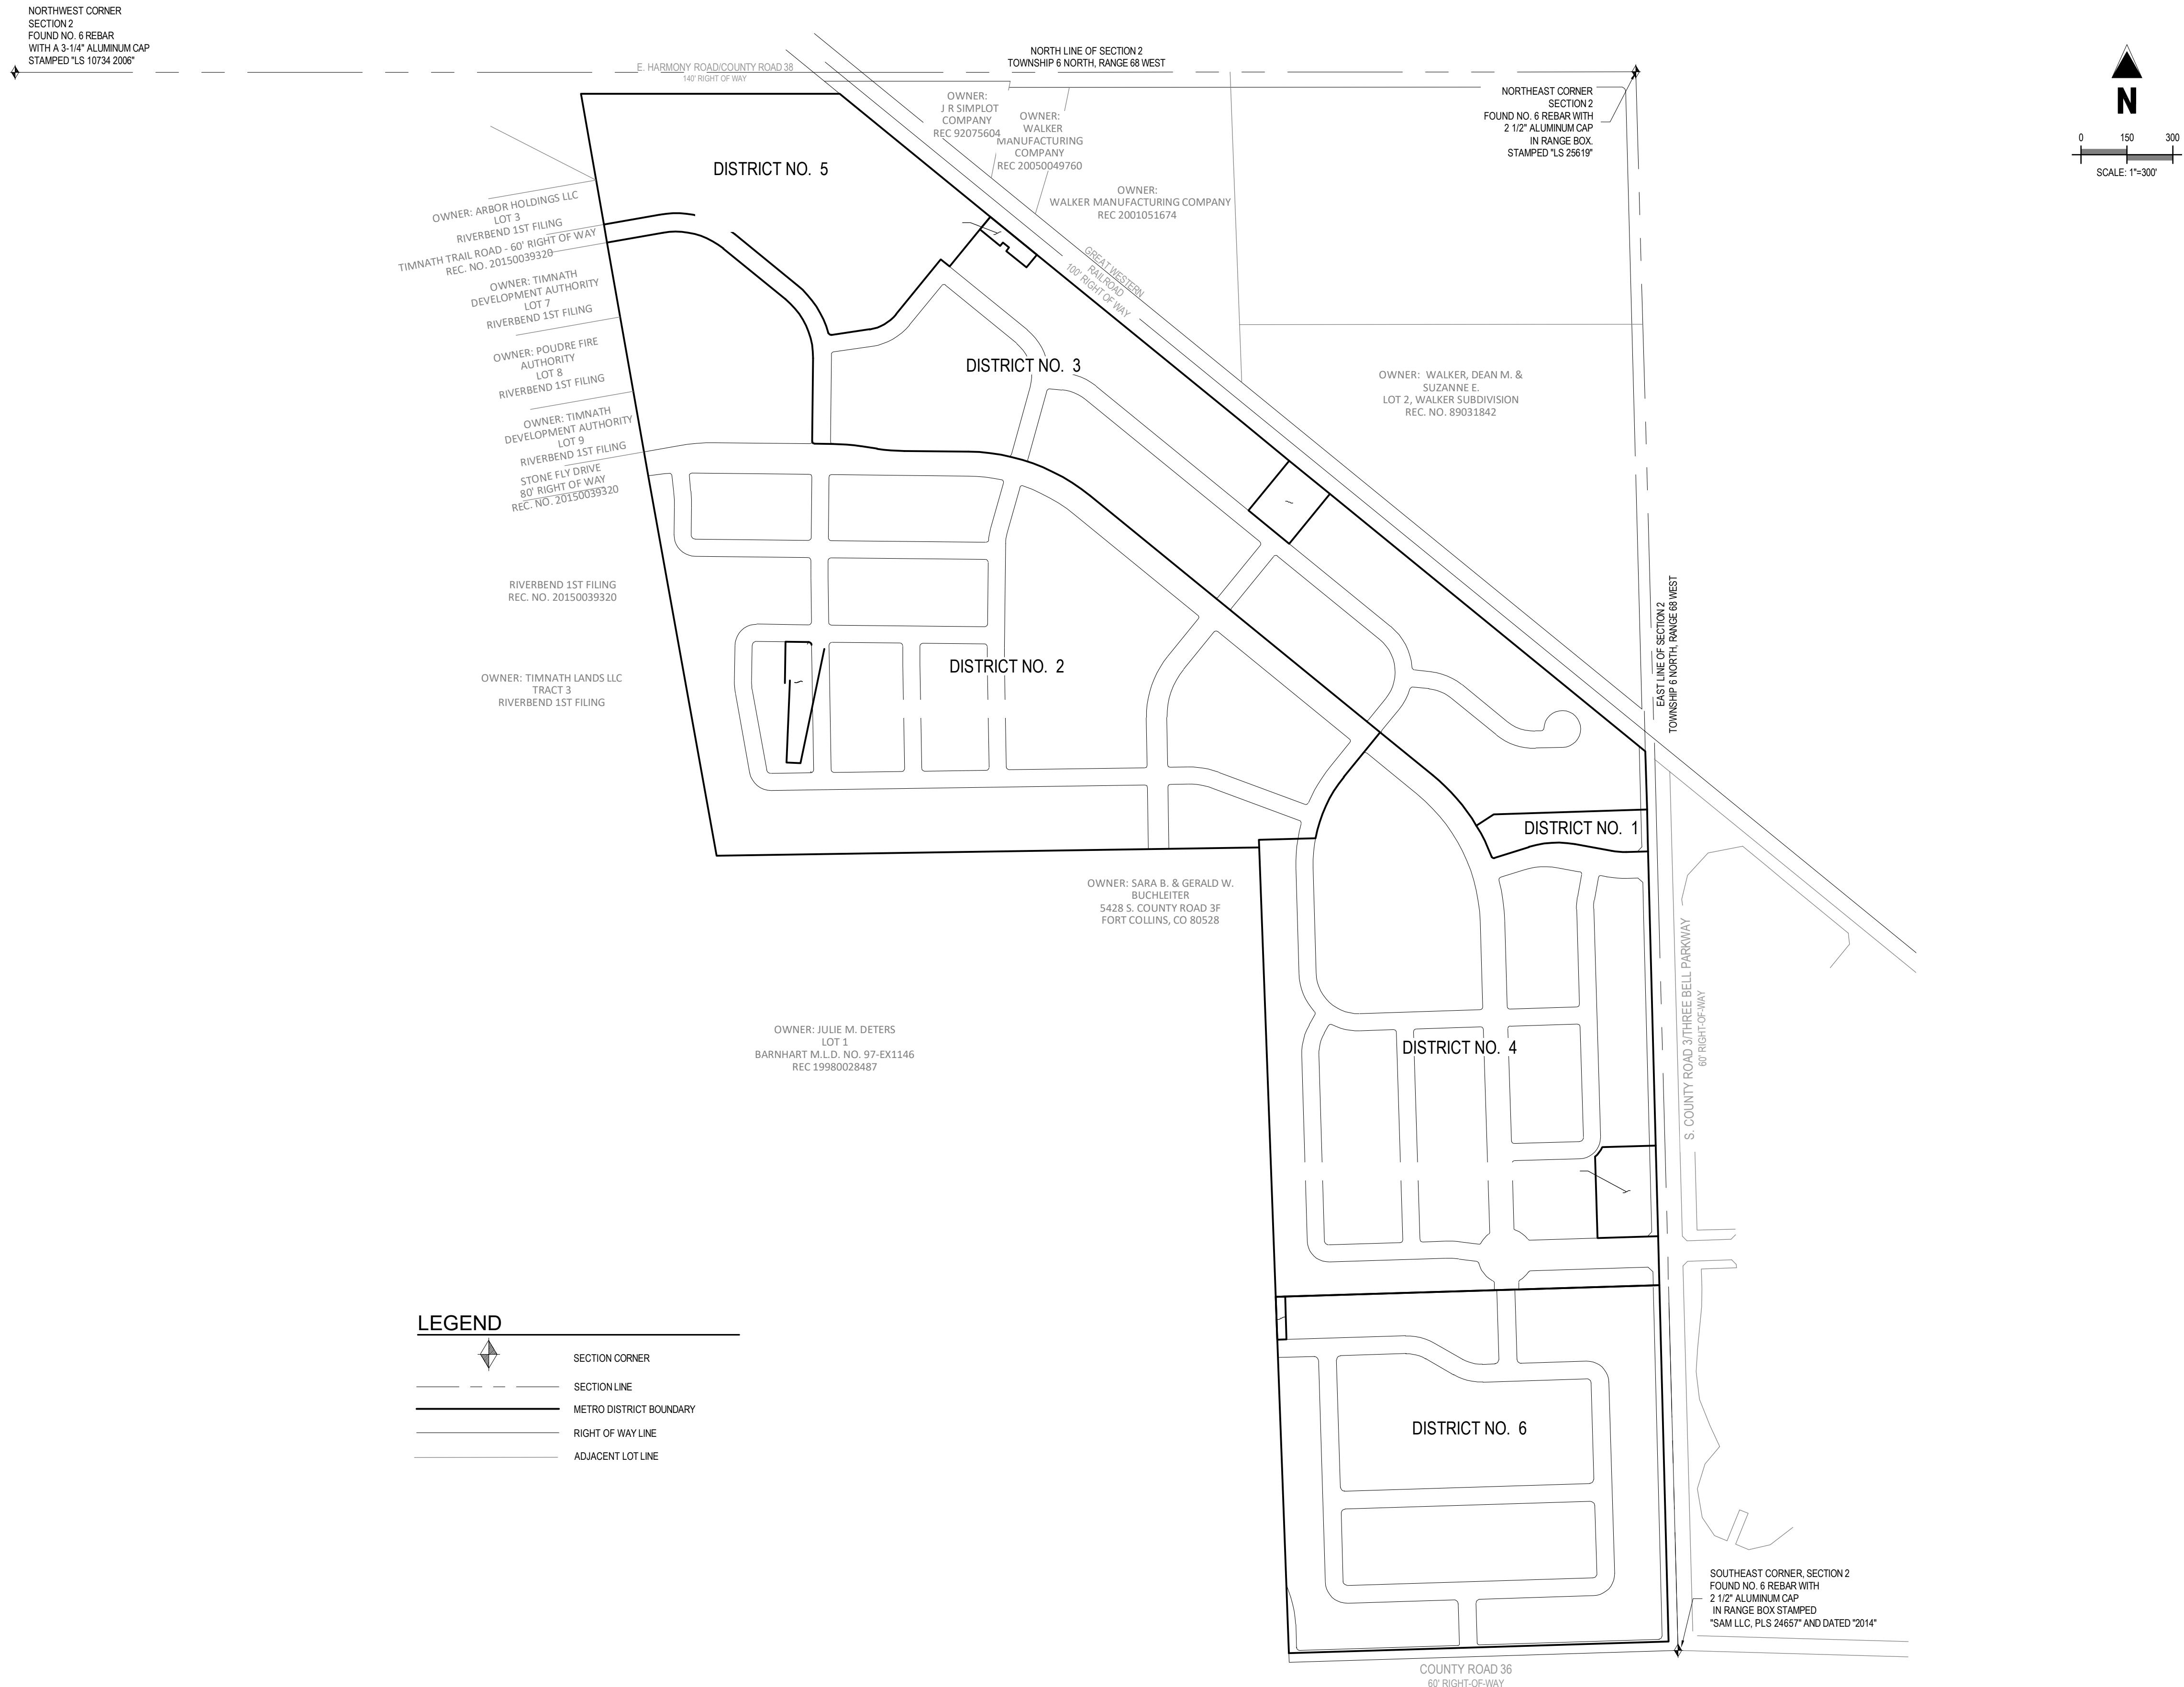 NORTHWEST CORNER
SECTION 2
FOUND NO. 6 REBAR
WITH A 3-1/4" ALUMINUM CAP
STAMPED "LS 10734 2006"
E. HARMONY ROAD/COUNTY ROAD 38
140' RIGHT OF WAY
NORTH LINE OF SECTION 2
TOWNSHIP 6 NORTH, RANGE 68 WEST
NORTHEAST CORNER
SECTION 2
FOUND NO. 6 REBAR WITH
2 1/2" ALUMINUM CAP
IN RANGE BOX.
STAMPED "LS 25619"
N
0 150 300
SCALE: 1"=300'
OWNER:
J R SIMPLOT
COMPANY
REC 92075604
OWNER:
WALKER
MANUFACTURING
COMPANY
REC 20050049760
OWNER:
WALKER MANUFACTURING COMPANY
REC 2001051674
DISTRICT NO. 5
OWNER: ARBOR HOLDINGS LLC
LOT 3
RIVERBEND 1ST FILING
TIMNATH TRAIL ROAD - 60' RIGHT OF WAY
REC. NO. 20150039320
OWNER: TIMNATH
DEVELOPMENT AUTHORITY
LOT 7
RIVERBEND 1ST FILING
OWNER: POUDRE FIRE
AUTHORITY
LOT 8
RIVERBEND 1ST FILING
OWNER: TIMNATH
DEVELOPMENT AUTHORITY
LOT 9
RIVERBEND 1ST FILING
STONE FLY DRIVE
80' RIGHT OF WAY
REC. NO. 20150039320
GREAT WESTERN
RAILROAD
100' RIGHT OF WAY
DISTRICT NO. 3
OWNER: WALKER, DEAN M. &
SUZANNE E.
LOT 2, WALKER SUBDIVISION
REC. NO. 89031842
RIVERBEND 1ST FILING
REC. NO. 20150039320
OWNER: TIMNATH LANDS LLC
TRACT 3
RIVERBEND 1ST FILING
DISTRICT NO. 2
EAST LINE OF SECTION 2
TOWNSHIP 6 NORTH, RANGE 68 WEST
DISTRICT NO. 1
OWNER: SARA B. & GERALD W.
BUCHLEITER
5428 S. COUNTY ROAD 3F
FORT COLLINS, CO 80528
S. COUNTY ROAD 3/THREE BELL PARKWAY
60' RIGHT-OF-WAY
OWNER: JULIE M. DETERS
LOT 1
BARNHART M.L.D. NO. 97-EX1146
REC 19980028487
DISTRICT NO. 4
LEGEND
SECTION CORNER
SECTION LINE
METRO DISTRICT BOUNDARY
RIGHT OF WAY LINE
ADJACENT LOT LINE
DISTRICT NO. 6
SOUTHEAST CORNER, SECTION 2
FOUND NO. 6 REBAR WITH
2 1/2" ALUMINUM CAP
IN RANGE BOX STAMPED
"SAM LLC, PLS 24657" AND DATED "2014"
COUNTY ROAD 36
60' RIGHT-OF-WAY